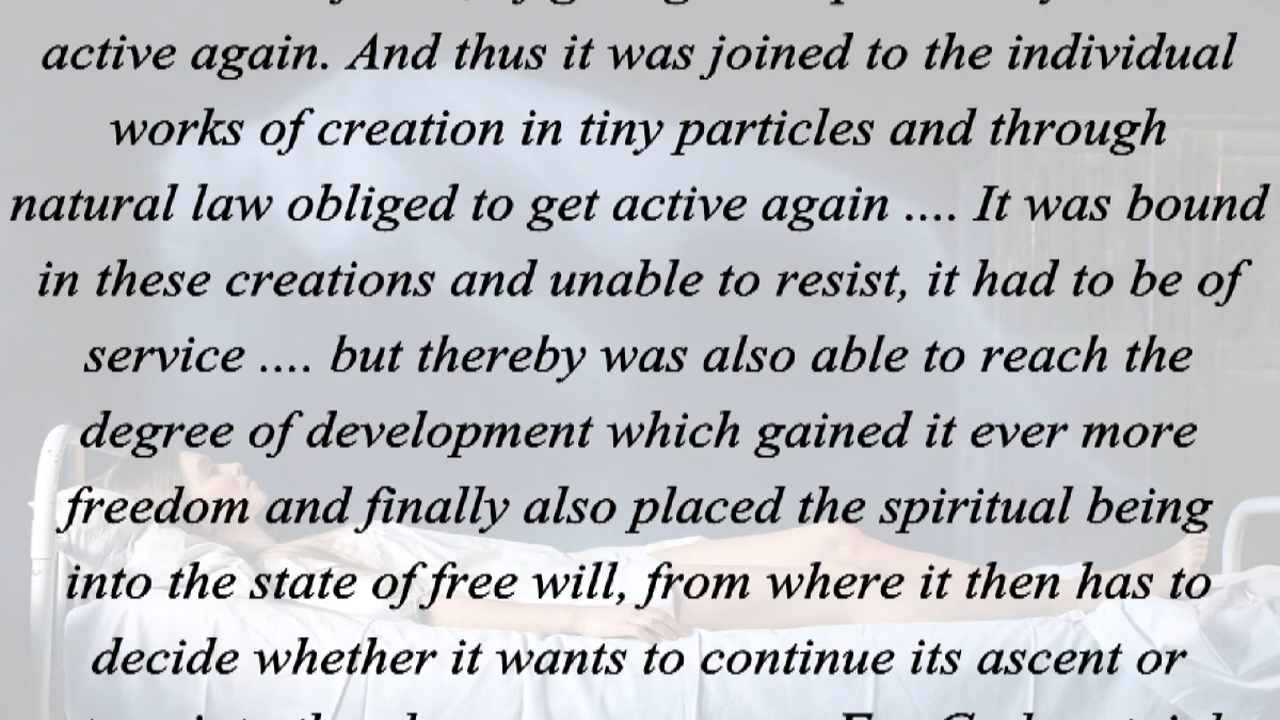 active again. And thus it was joined to the individual
works of creation in tiny particles and through
natural law obliged to get active again .... It was bound
in these creations and unable to resist, it had to be of
service .... but thereby was also able to reach the
degree of development which gained it ever more
freedom and finally also placed the spiritual being
into the state of free will, from where it then has to
decide whether it wants to continue its ascent or